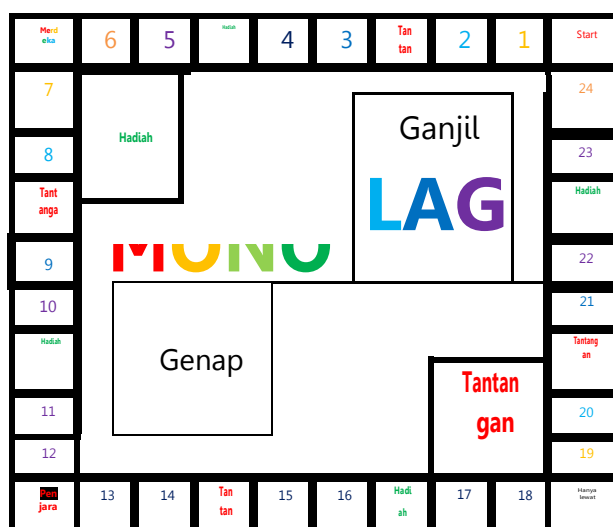 Merd
eka
6
5
Hadiah
4
3
Tan
tan
2
1
Start
7
24
8
23
Tant
anga
Hadiah
9
22
10
21
Hadiah
Tantang
an
11
20
12
19
Pen
jara
13
14
Tan
tan
15
16
Hadi
ah
17
18
Hanya
lewat
Hadiah
Ganjil
LAG
MONO
Genap
Tantan
gan